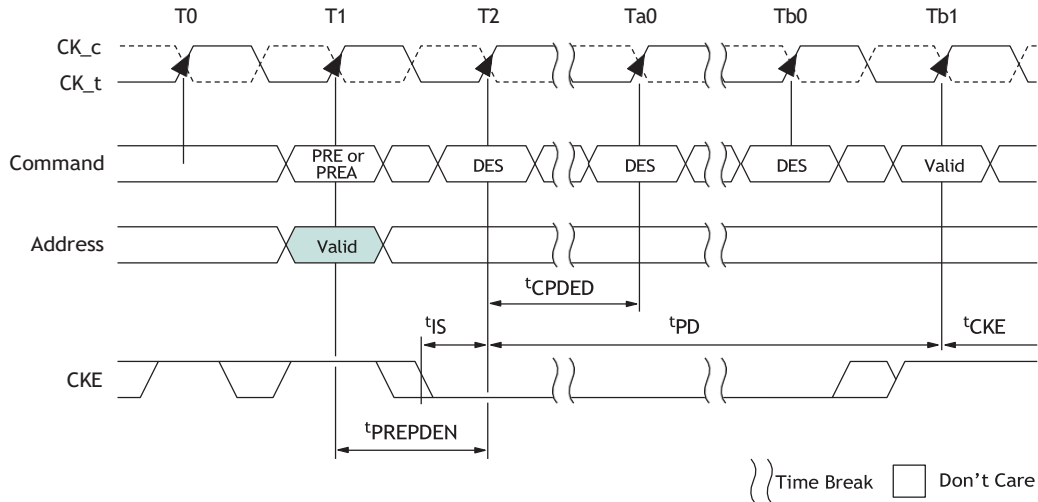 T0 T1 T2 Ta0 Tb0 Tb1
CK_c
CK_t
Command PRE or PREA DES DES DES Valid
Address Valid
tCPDED
tIS tPD tCKE
CKE
tPREPDEN
Time Break Don't Care